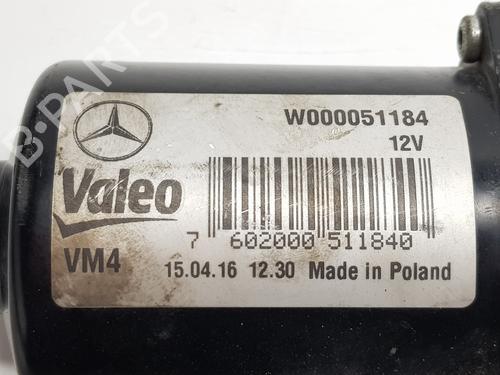 W000051184
12V
Valeo
7 602000 511840
VM4
15.04.16 12.30 Made in Poland
B-PARTS